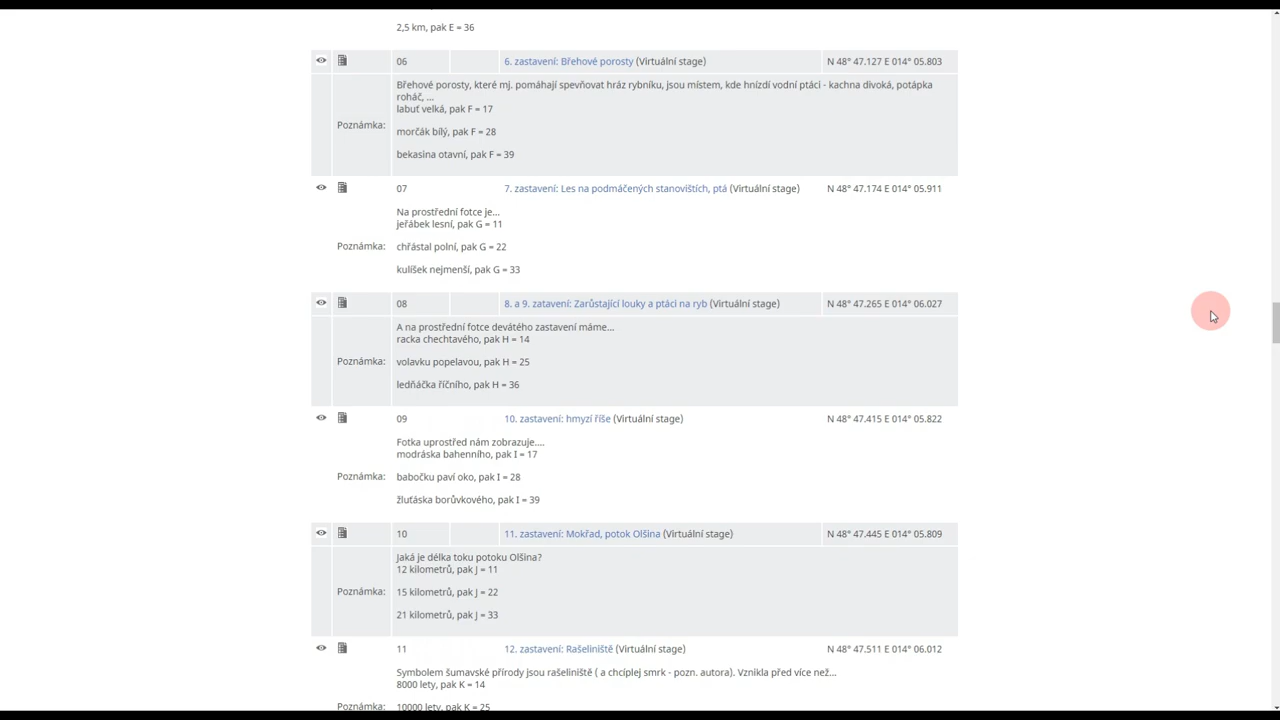 2,5 km, pak E = 36
06 6. zastavení: Břehové porosty (Virtuální stage) N 48° 47.127 E 014° 05.803
Břehové porosty, které mj. pomáhají spevňovat hráz rybníku, jsou místem, kde hnízdí vodní ptáci - kachna divoká, potápka
roháč, ...
labuť velká, pak F = 17
Poznámka:
morčák bílý, pak F = 28
bekasina otavní, pak F = 39
07 7. zastavení: Les na podmáčených stanovištích, ptá (Virtuální stage) N 48° 47.174 E 014° 05.911
Na prostřední fotce je...
jeřábek lesní, pak G = 11
Poznámka: chřástal polní, pak G = 22
kulíšek nejmenší, pak G = 33
08 8. a 9. zatavení: Zarůstající louky a ptáci na ryb (Virtuální stage) N 48° 47.265 E 014° 06.027
A na prostřední fotce devátého zastavení máme...
racka chechtavého, pak H = 14
Poznámka: volavku popelavou, pak H = 25
ledňáčka říčního, pak H = 36
09 10. zastavení: hmyzí říše (Virtuální stage) N 48° 47.415 E 014° 05.822
Fotka uprostřed nám zobrazuje....
modráska bahenního, pak I = 17
Poznámka: babočku paví oko, pak I = 28
žluťáska borůvkového, pak I = 39
10 11. zastavení: Mokřad, potok Olšina (Virtuální stage) N 48° 47.445 E 014° 05.809
Jaká je délka toku potoku Olšina?
12 kilometrů, pak J = 11
Poznámka: 15 kilometrů, pak J = 22
21 kilometrů, pak J = 33
11 12. zastavení: Rašeliniště (Virtuální stage) N 48° 47.511 E 014° 06.012
Symbolem šumavské přírody jsou rašeliniště ( a chcíplej smrk - pozn. autora). Vznikla před více než...
8000 lety, pak K = 14
Poznámka: 10000 lety, pak K = 25